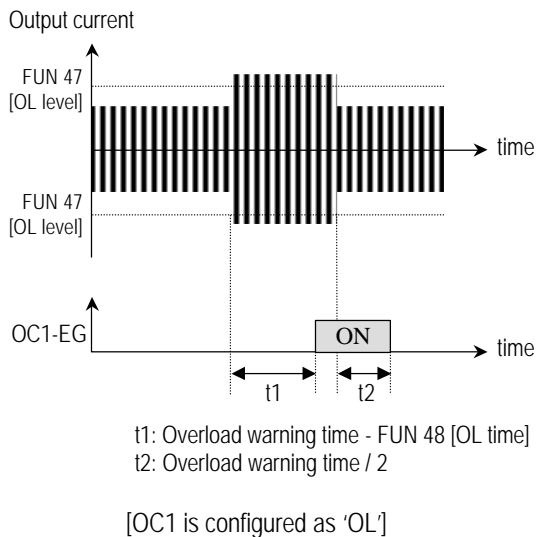 Output current
FUN 47
[OL level]
time
FUN 47
[OL level]
OC1-EG
ON
time
t1
t2
t1: Overload warning time - FUN 48 [OL time]
t2: Overload warning time / 2
[OC1 is configured as ‘OL’]